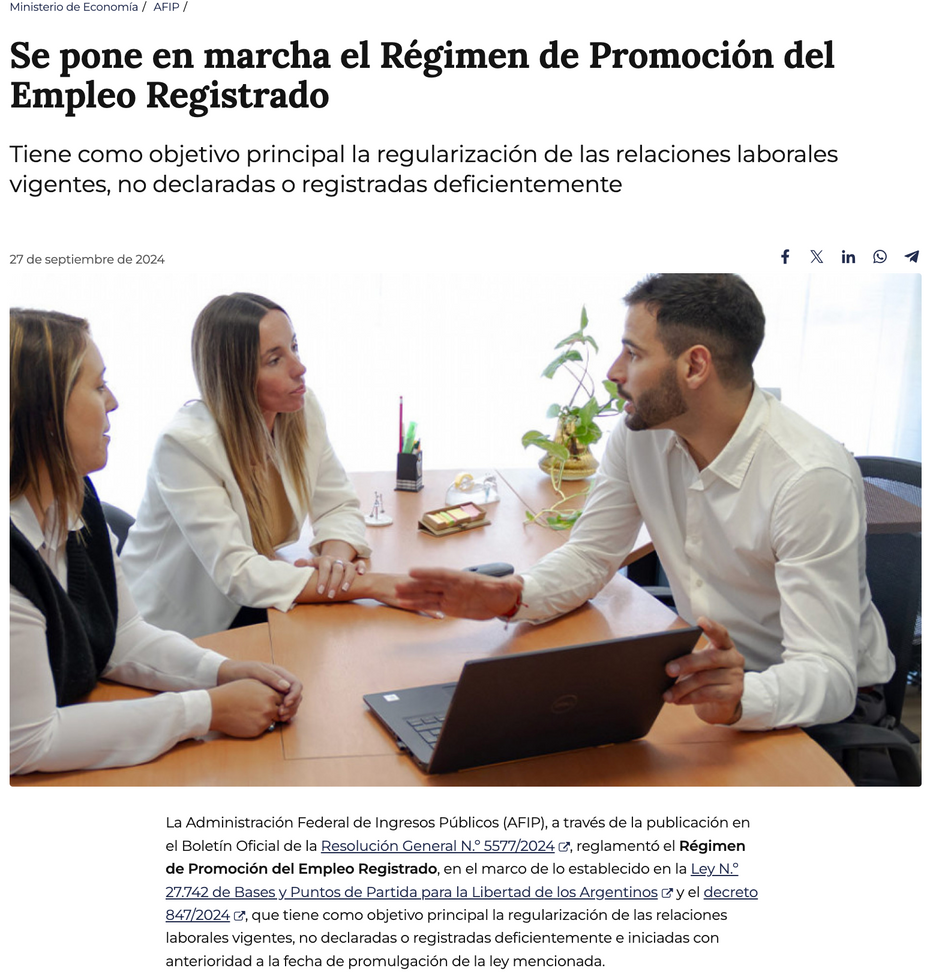 Ministerio de Economía / AFIP /
Se pone en marcha el Régimen de Promoción del
Empleo Registrado
Tiene como objetivo principal la regularización de las relaciones laborales
vigentes, no declaradas o registradas deficientemente
27 de septiembre de 2024
La Administración Federal de Ingresos Públicos (AFIP), a través de la publicación en
el Boletín Oficial de la Resolución General N.º 5577/2024, reglamentó el Régimen
de Promoción del Empleo Registrado, en el marco de lo establecido en la Ley N.º
27.742 de Bases y Puntos de Partida para la Libertad de los Argentinos y el decreto
847/2024, que tiene como objetivo principal la regularización de las relaciones
laborales vigentes, no declaradas o registradas deficientemente e iniciadas con
anterioridad a la fecha de promulgación de la ley mencionada.